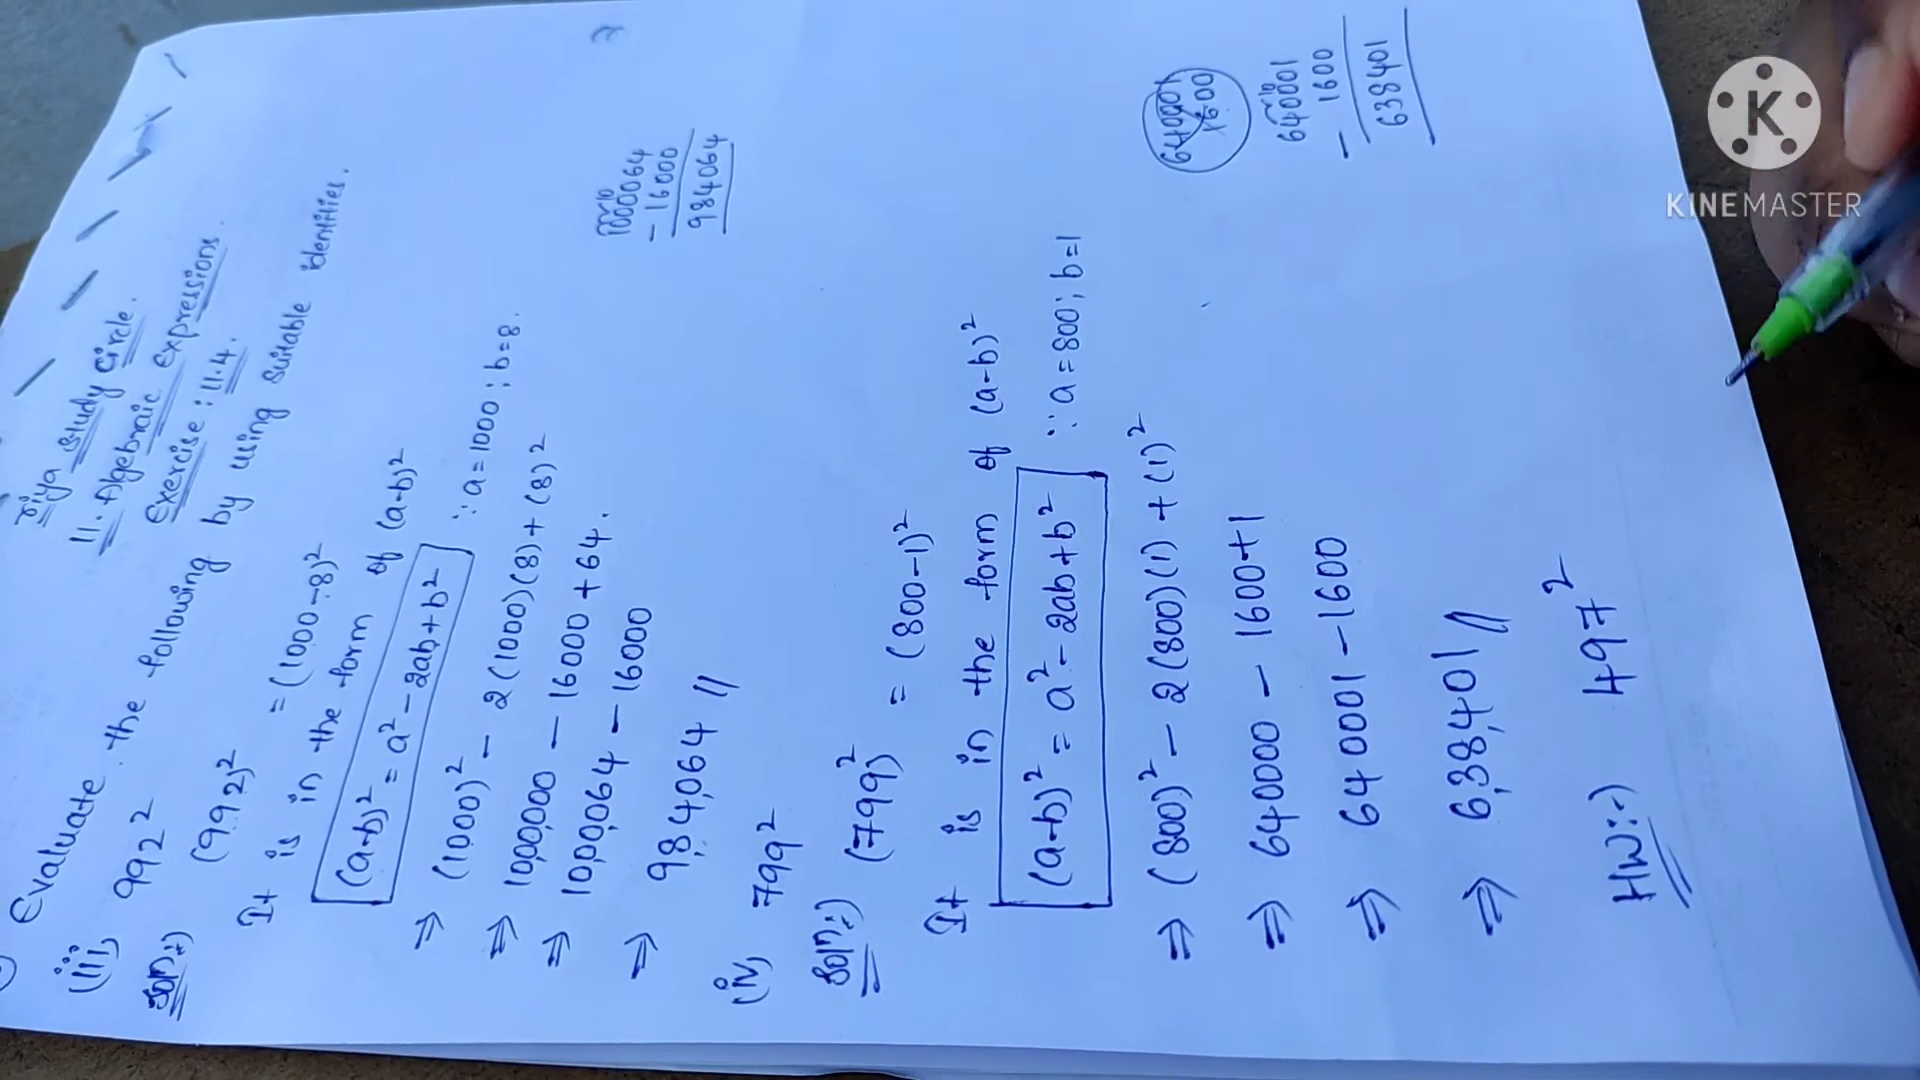 riya study circle.
11. Algebraic Expressions.
Exercise: 11.4.
Evaluate the following by using suitable identities.
(iii) 992²
Soln:-) (992)² = (1000-8)²
It is in the form of (a-b)²
(a-b)² = a² - 2ab + b² ∵ a = 1000 ; b = 8.
⇒ (1000)² - 2(1000)(8) + (8)²
⇒ 10,00,000 - 16000 + 64.
⇒ 10,00,064 - 16000
⇒ 9,84,064 //
1000064
- 16000
984064
(iv) 799²
Soln:-) (799)² = (800-1)²
It is in the form of (a-b)²
(a-b)² = a² - 2ab + b² ∵ a = 800 ; b = 1
⇒ (800)² - 2(800)(1) + (1)²
⇒ 640000 - 1600 + 1
⇒ 640001 - 1600
⇒ 6,38,401 //
640001
- 1600
638401
HW:-) 497²
K
KINEMASTER